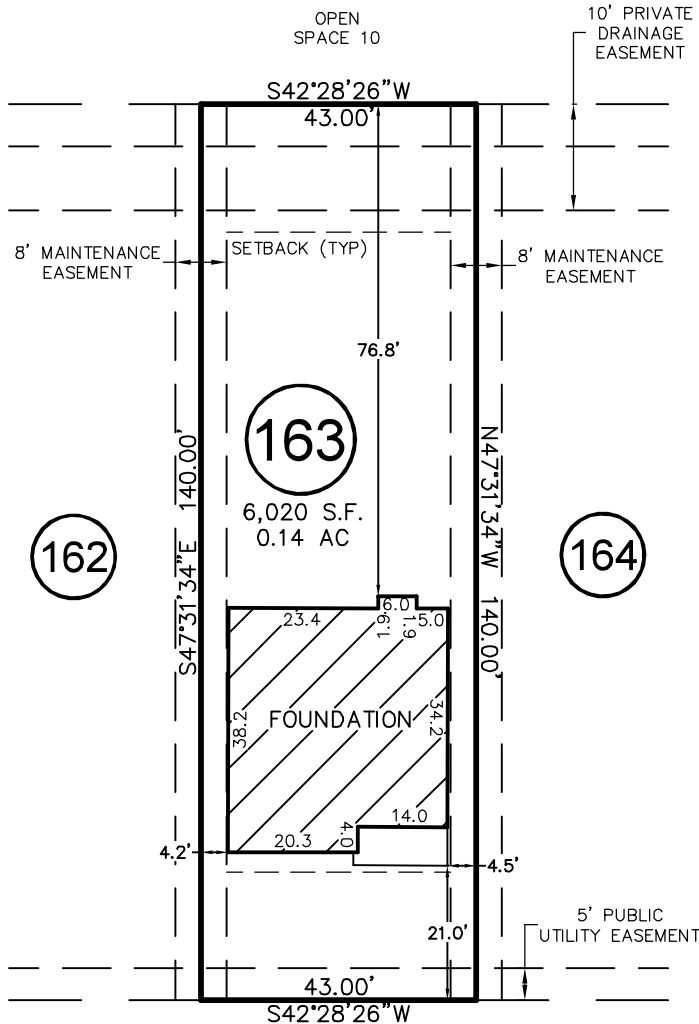 OPEN
SPACE 10
10' PRIVATE
DRAINAGE
EASEMENT
S42°28'26"W
43.00'
8' MAINTENANCE
EASEMENT
SETBACK (TYP)
8' MAINTENANCE
EASEMENT
76.8'
163
6,020 S.F.
0.14 AC
S47°31'34"E 140.00'
N47°31'34"W 140.00'
162
164
23.4
6.0
1.9
1.9
5.0
FOUNDATION
38.2
34.2
14.0
20.3
4.0
4.2'
4.5'
21.0'
5' PUBLIC
UTILITY EASEMENT
43.00'
S42°28'26"W